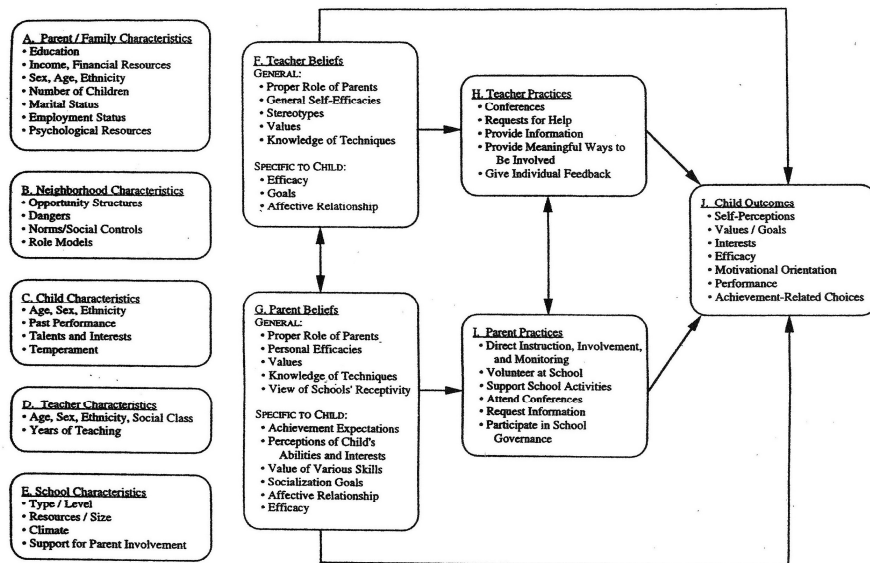 A. Parent / Family Characteristics
• Education
• Income, Financial Resources
• Sex, Age, Ethnicity
• Number of Children
• Marital Status
• Employment Status
• Psychological Resources
B. Neighborhood Characteristics
• Opportunity Structures
• Dangers
• Norms/Social Controls
• Role Models
C. Child Characteristics
• Age, Sex, Ethnicity
• Past Performance
• Talents and Interests
• Temperament
D. Teacher Characteristics
• Age, Sex, Ethnicity, Social Class
• Years of Teaching
E. School Characteristics
• Type / Level
• Resources / Size
• Climate
• Support for Parent Involvement
F. Teacher Beliefs
GENERAL:
• Proper Role of Parents
• General Self-Efficacies
• Stereotypes
• Values
• Knowledge of Techniques
SPECIFIC TO CHILD:
• Efficacy
• Goals
• Affective Relationship
G. Parent Beliefs
GENERAL:
• Proper Role of Parents
• Personal Efficacies
• Values
• Knowledge of Techniques
• View of Schools' Receptivity
SPECIFIC TO CHILD:
• Achievement Expectations
• Perceptions of Child's
Abilities and Interests
• Value of Various Skills
• Socialization Goals
• Affective Relationship
• Efficacy
H. Teacher Practices
• Conferences
• Requests for Help
• Provide Information
• Provide Meaningful Ways to
Be Involved
• Give Individual Feedback
I. Parent Practices
• Direct Instruction, Involvement,
and Monitoring
• Volunteer at School
• Support School Activities
• Attend Conferences
• Request Information
• Participate in School
Governance
J. Child Outcomes
• Self-Perceptions
• Values / Goals
• Interests
• Efficacy
• Motivational Orientation
• Performance
• Achievement-Related Choices